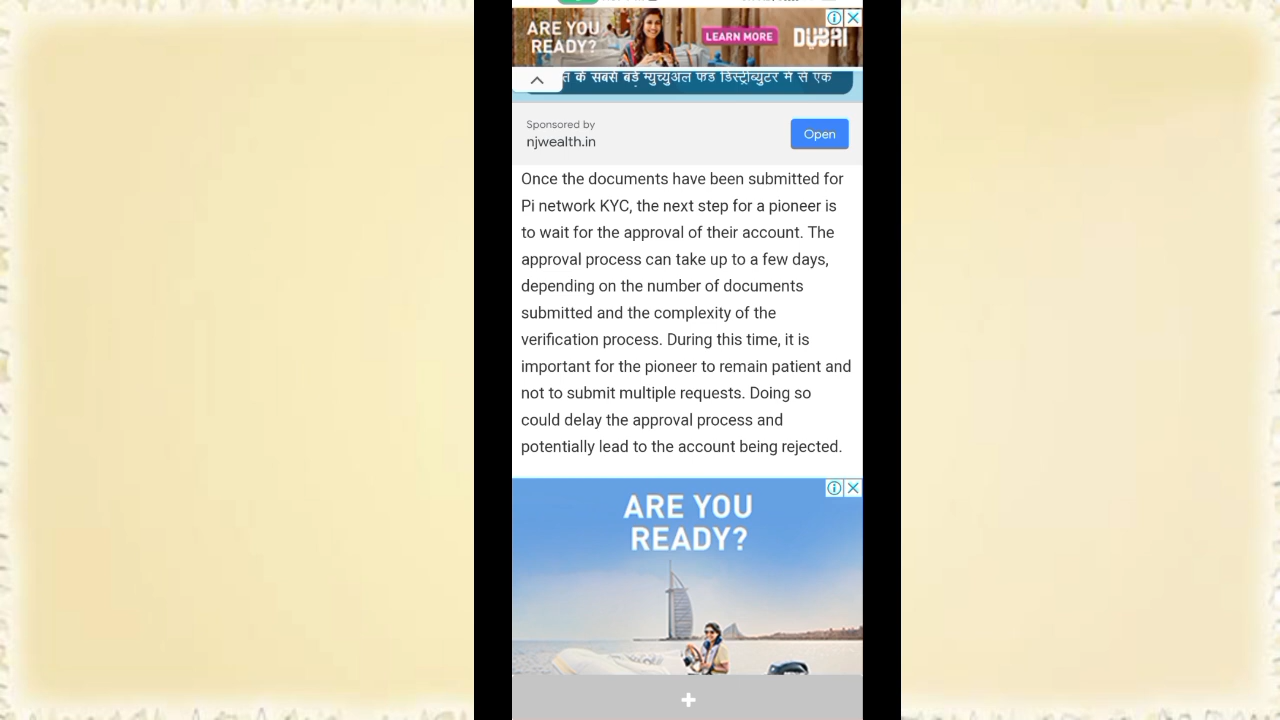 ARE YOU
READY?
LEARN MORE
DUBAI
के सबसे बड़े म्युच्युअल फंड डिस्ट्रीब्युटर में से एक
Sponsored by
njwealth.in
Open
Once the documents have been submitted for
Pi network KYC, the next step for a pioneer is
to wait for the approval of their account. The
approval process can take up to a few days,
depending on the number of documents
submitted and the complexity of the
verification process. During this time, it is
important for the pioneer to remain patient and
not to submit multiple requests. Doing so
could delay the approval process and
potentially lead to the account being rejected.
ARE YOU
READY?